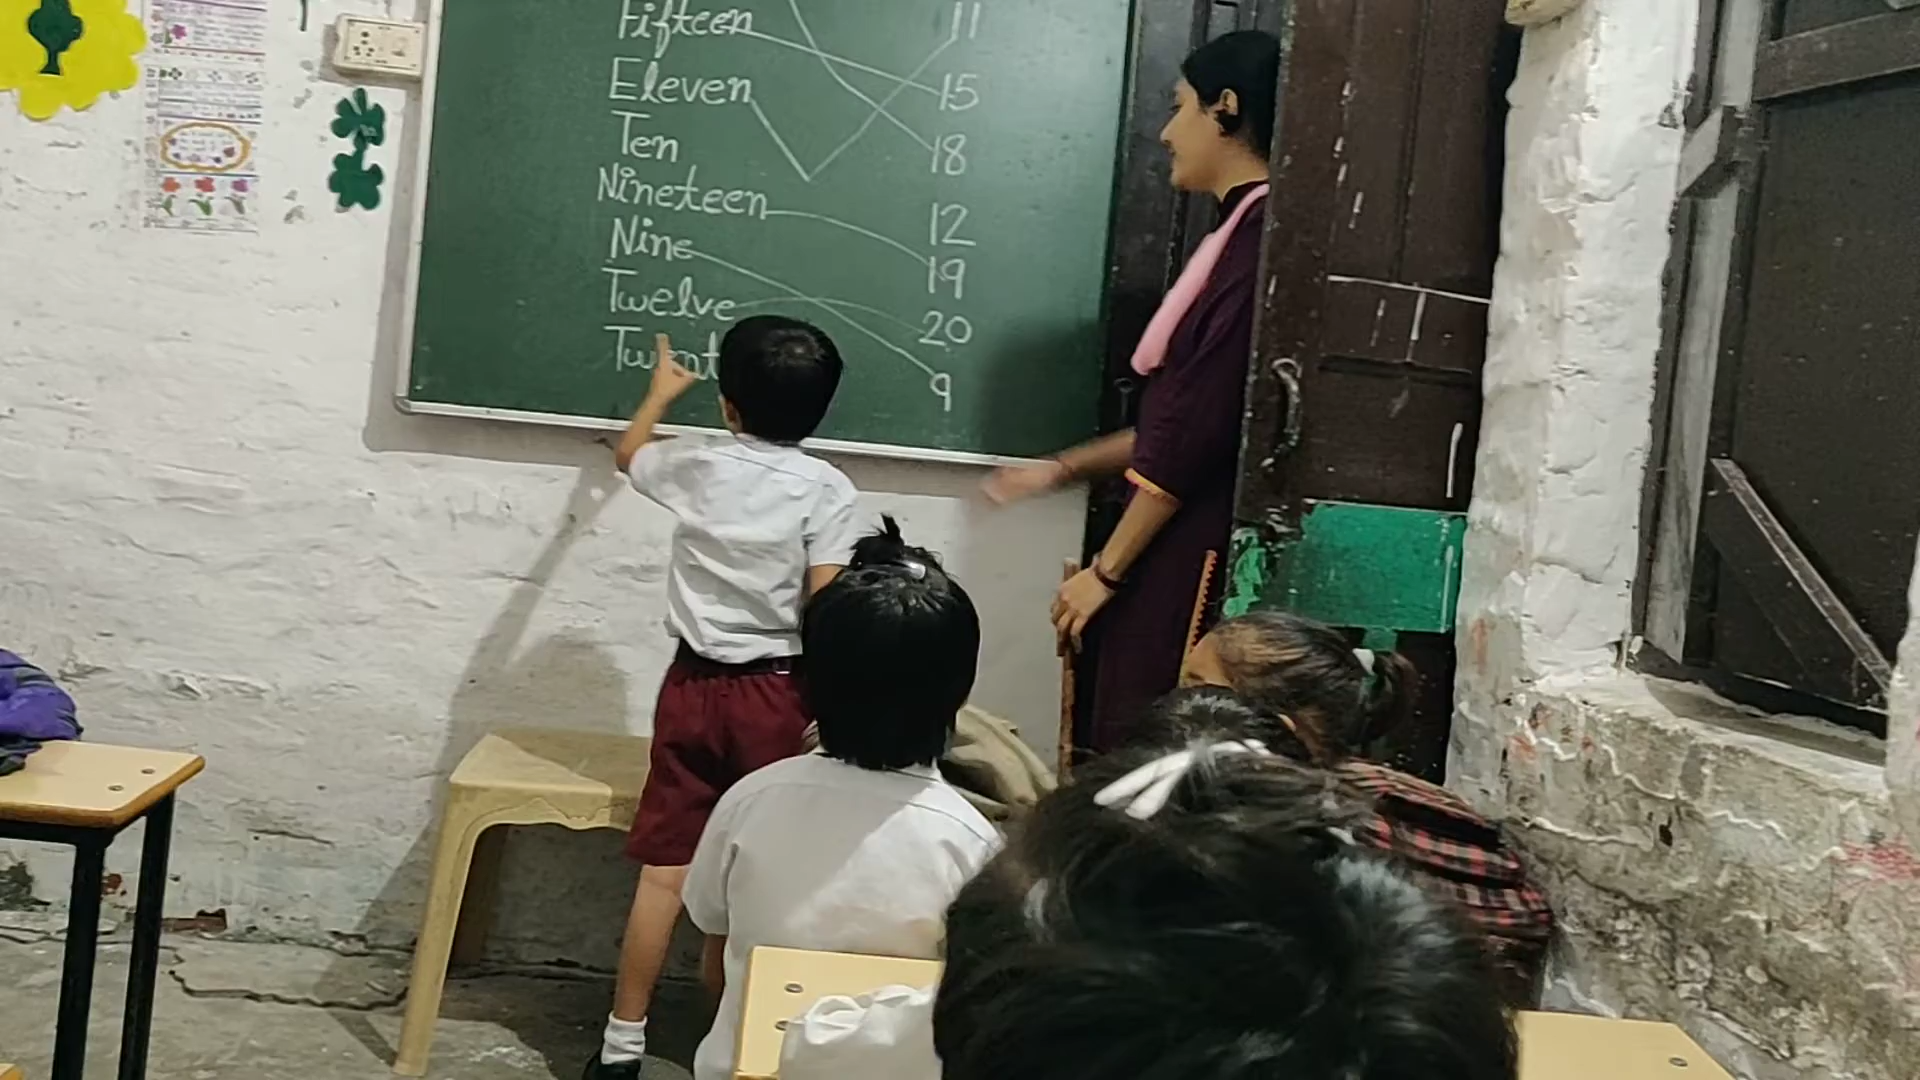 Fifteen 11
Eleven 15
Ten 18
Nineteen 12
Nine 19
Twelve 20
9